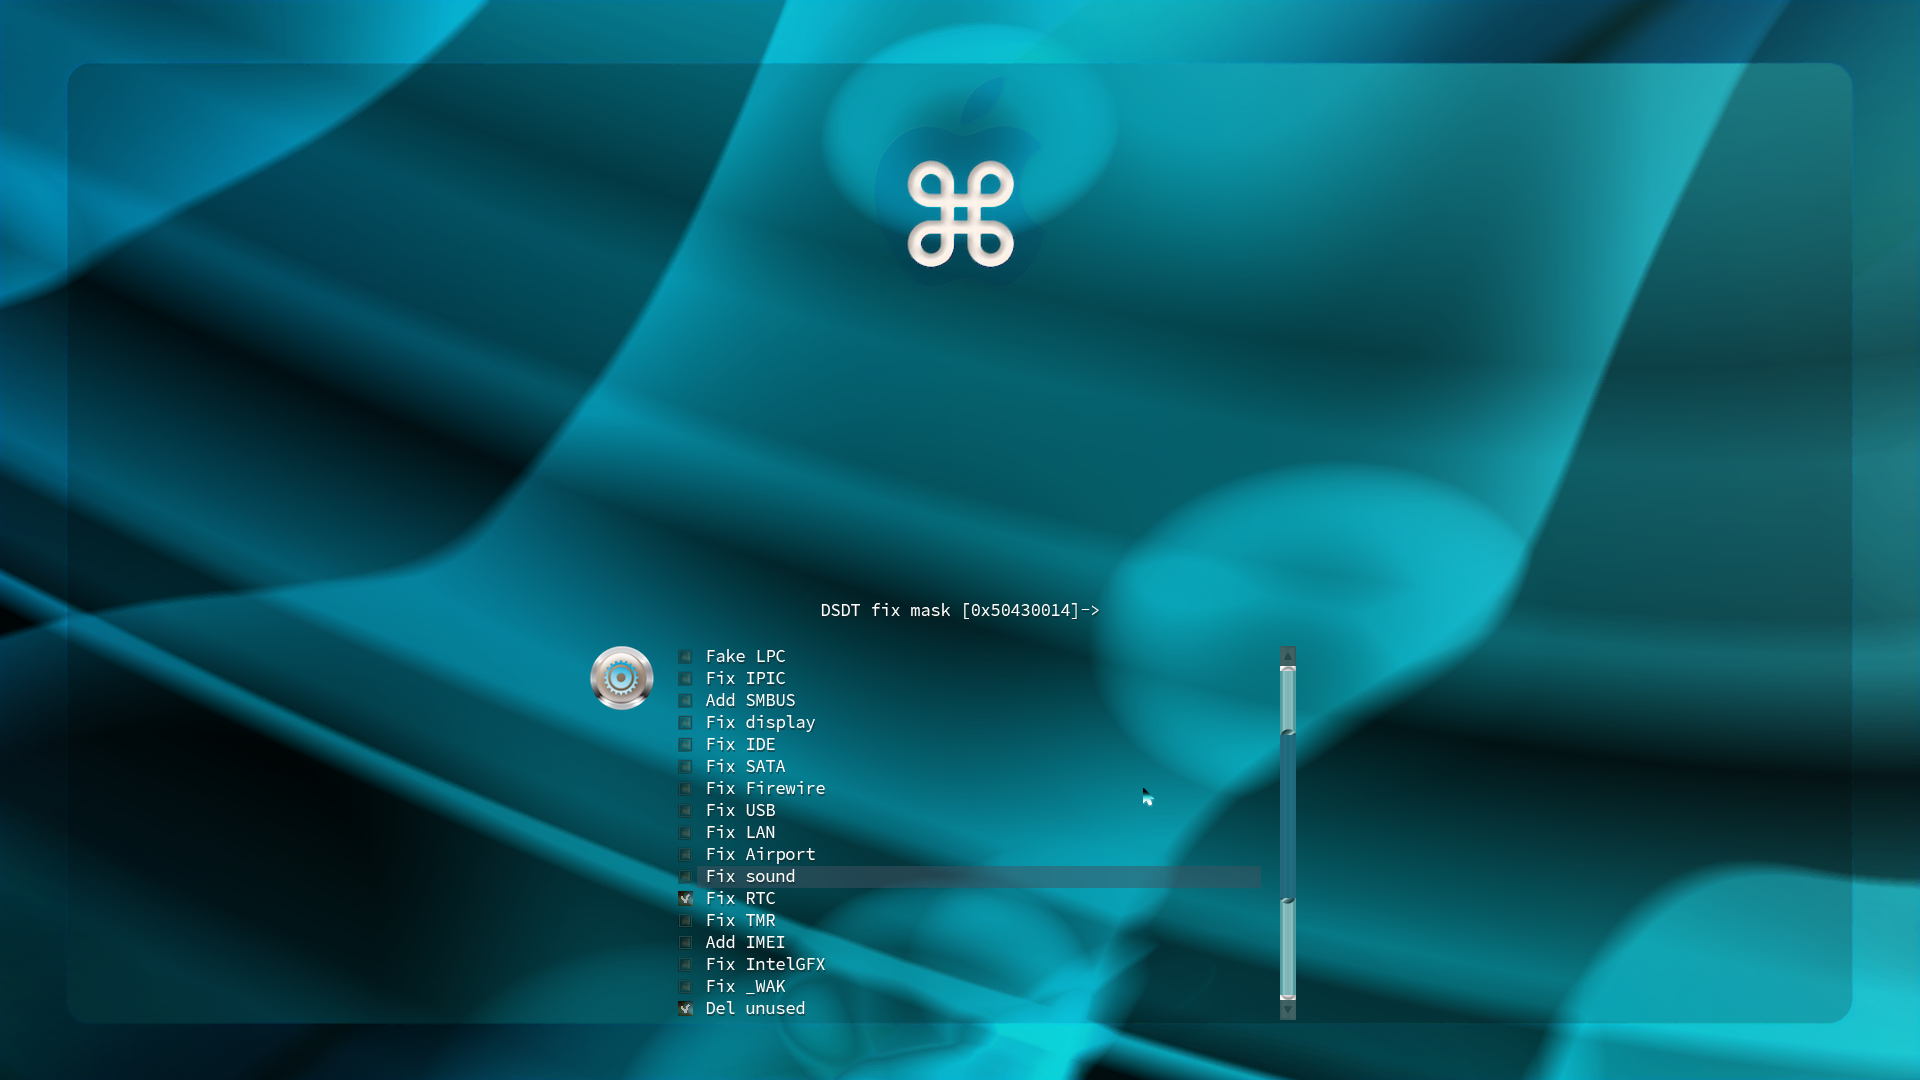 DSDT fix mask [0x50430014]->
Fake LPC
Fix IPIC
Add SMBUS
Fix display
Fix IDE
Fix SATA
Fix Firewire
Fix USB
Fix LAN
Fix Airport
Fix sound
Fix RTC
Fix TMR
Add IMEI
Fix IntelGFX
Fix _WAK
Del unused